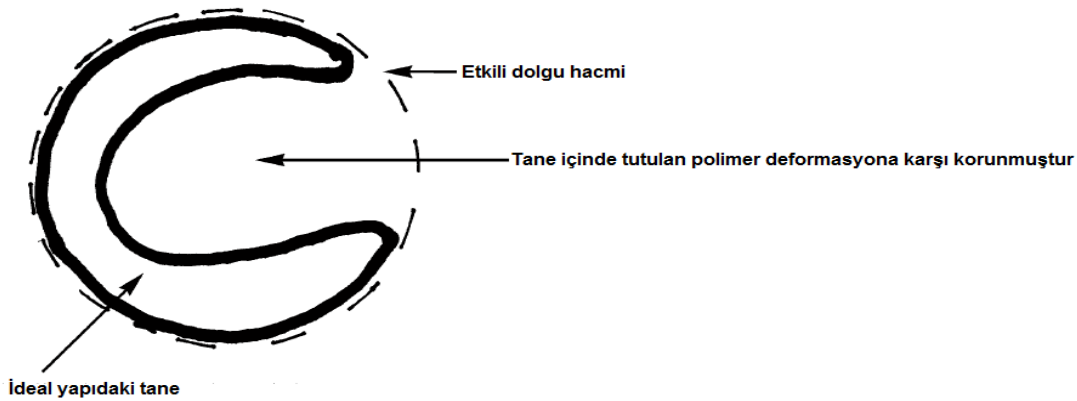 Etkili dolgu hacmi
Tane içinde tutulan polimer deformasyona karşı korunmuştur
İdeal yapıdaki tane